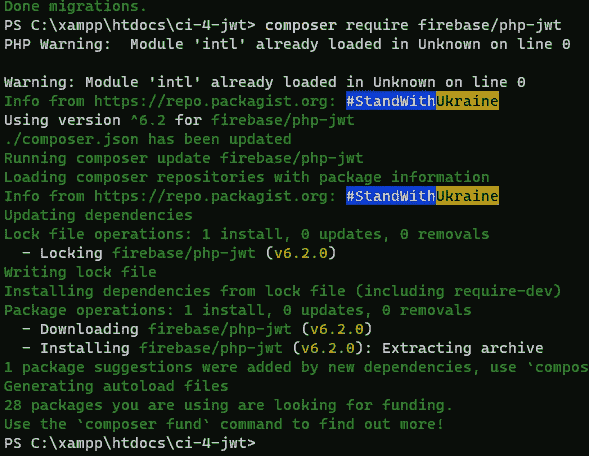 Done migrations.
PS C:\xampp\htdocs\ci-4-jwt> composer require firebase/php-jwt
PHP Warning:  Module 'intl' already loaded in Unknown on line 0
Warning: Module 'intl' already loaded in Unknown on line 0
Info from https://repo.packagist.org: #StandWithUkraine
Using version ^6.2 for firebase/php-jwt
./composer.json has been updated
Running composer update firebase/php-jwt
Loading composer repositories with package information
Info from https://repo.packagist.org: #StandWithUkraine
Updating dependencies
Lock file operations: 1 install, 0 updates, 0 removals
  - Locking firebase/php-jwt (v6.2.0)
Writing lock file
Installing dependencies from lock file (including require-dev)
Package operations: 1 install, 0 updates, 0 removals
  - Downloading firebase/php-jwt (v6.2.0)
  - Installing firebase/php-jwt (v6.2.0): Extracting archive
1 package suggestions were added by new dependencies, use `compos
Generating autoload files
28 packages you are using are looking for funding.
Use the `composer fund` command to find out more!
PS C:\xampp\htdocs\ci-4-jwt>